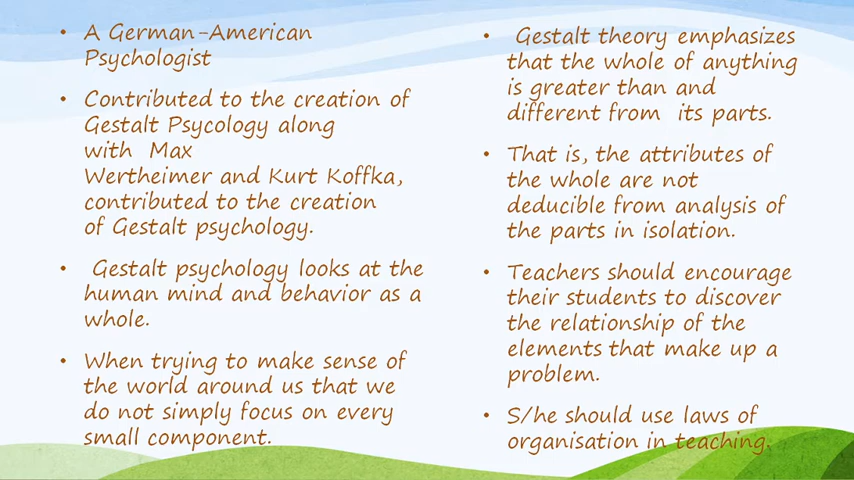 • A German-American
Psychologist
• Contributed to the creation of
Gestalt Psycology along
with Max
Wertheimer and Kurt Koffka,
contributed to the creation
of Gestalt psychology.
• Gestalt psychology looks at the
human mind and behavior as a
whole.
• When trying to make sense of
the world around us that we
do not simply focus on every
small component.
• Gestalt theory emphasizes
that the whole of anything
is greater than and
different from its parts.
• That is, the attributes of
the whole are not
deducible from analysis of
the parts in isolation.
• Teachers should encourage
their students to discover
the relationship of the
elements that make up a
problem.
• S/he should use laws of
organisation in teaching.